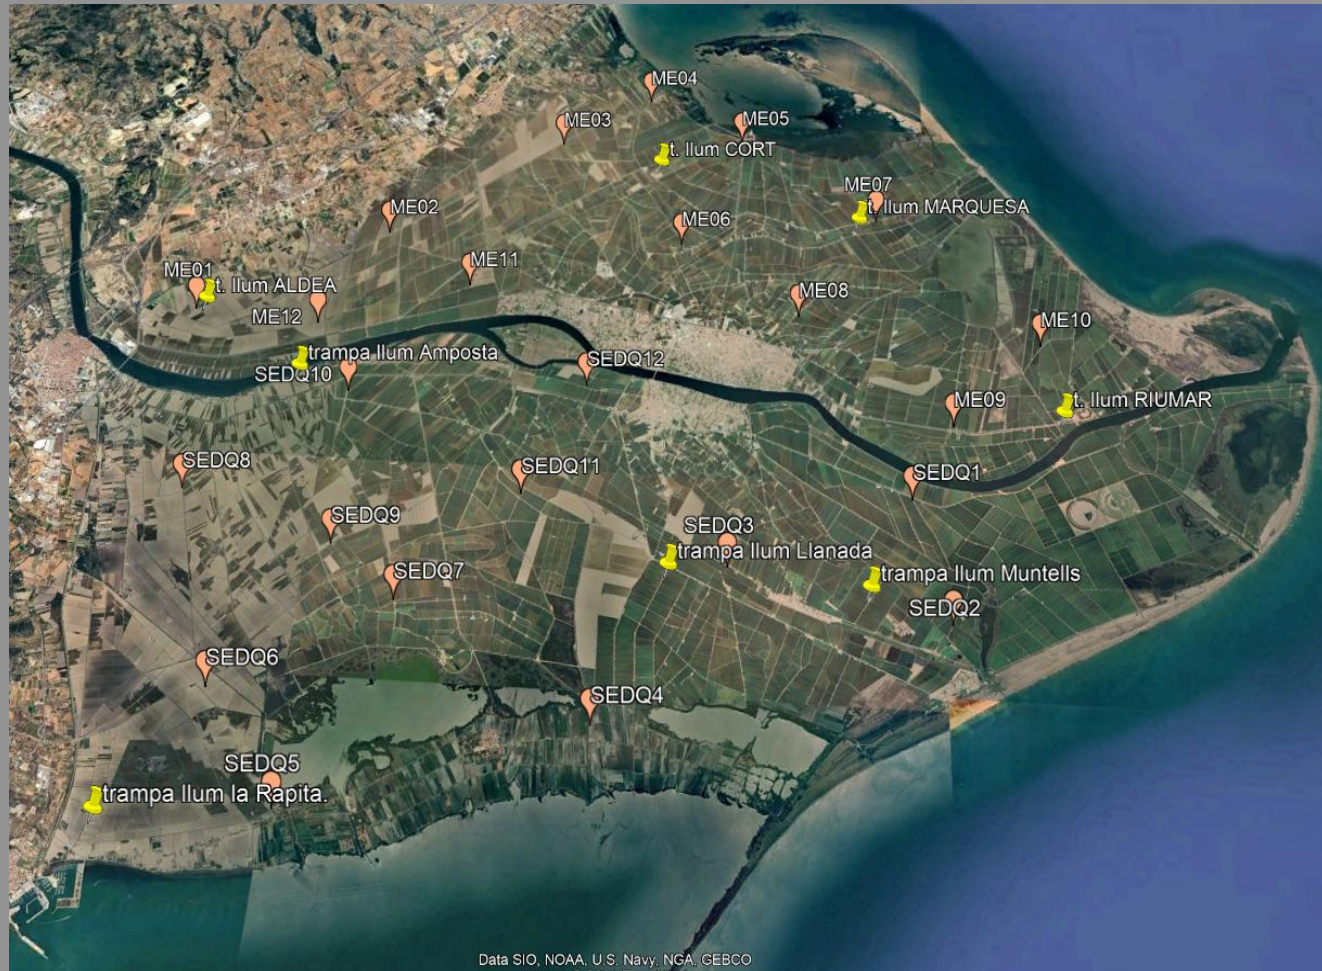 ME04
ME03
ME05
t. llum CORT
ME07
t. llum MARQUESA
ME02
ME06
ME11
ME01
t. llum ALDEA
ME08
ME12
ME10
trampa llum Amposta
SEDQ12
SEDQ10
ME09
t. llum RIUMAR
SEDQ8
SEDQ11
SEDQ1
SEDQ9
SEDQ3
trampa llum Llanada
SEDQ7
trampa llum Muntells
SEDQ2
SEDQ6
SEDQ4
SEDQ5
trampa llum la Rapita.
Data SIO, NOAA, U.S. Navy, NGA, GEBCO